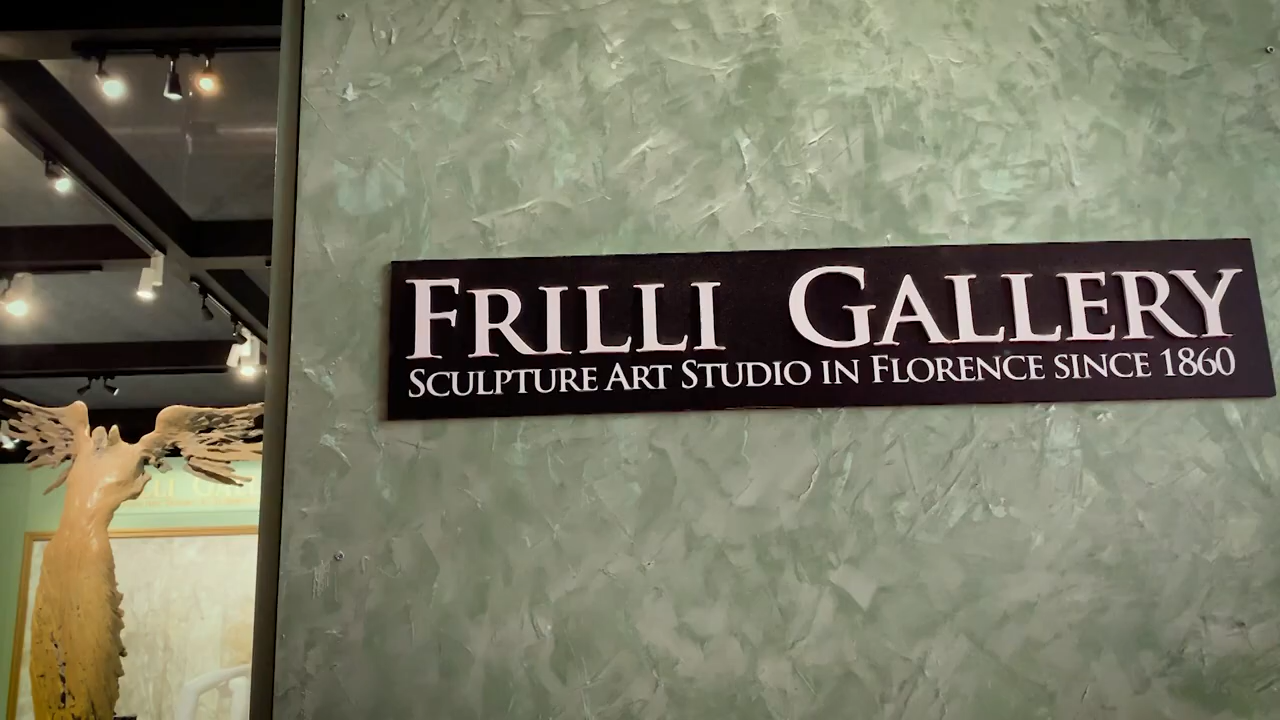 FRILLI GALLERY
SCULPTURE ART STUDIO IN FLORENCE SINCE 1860